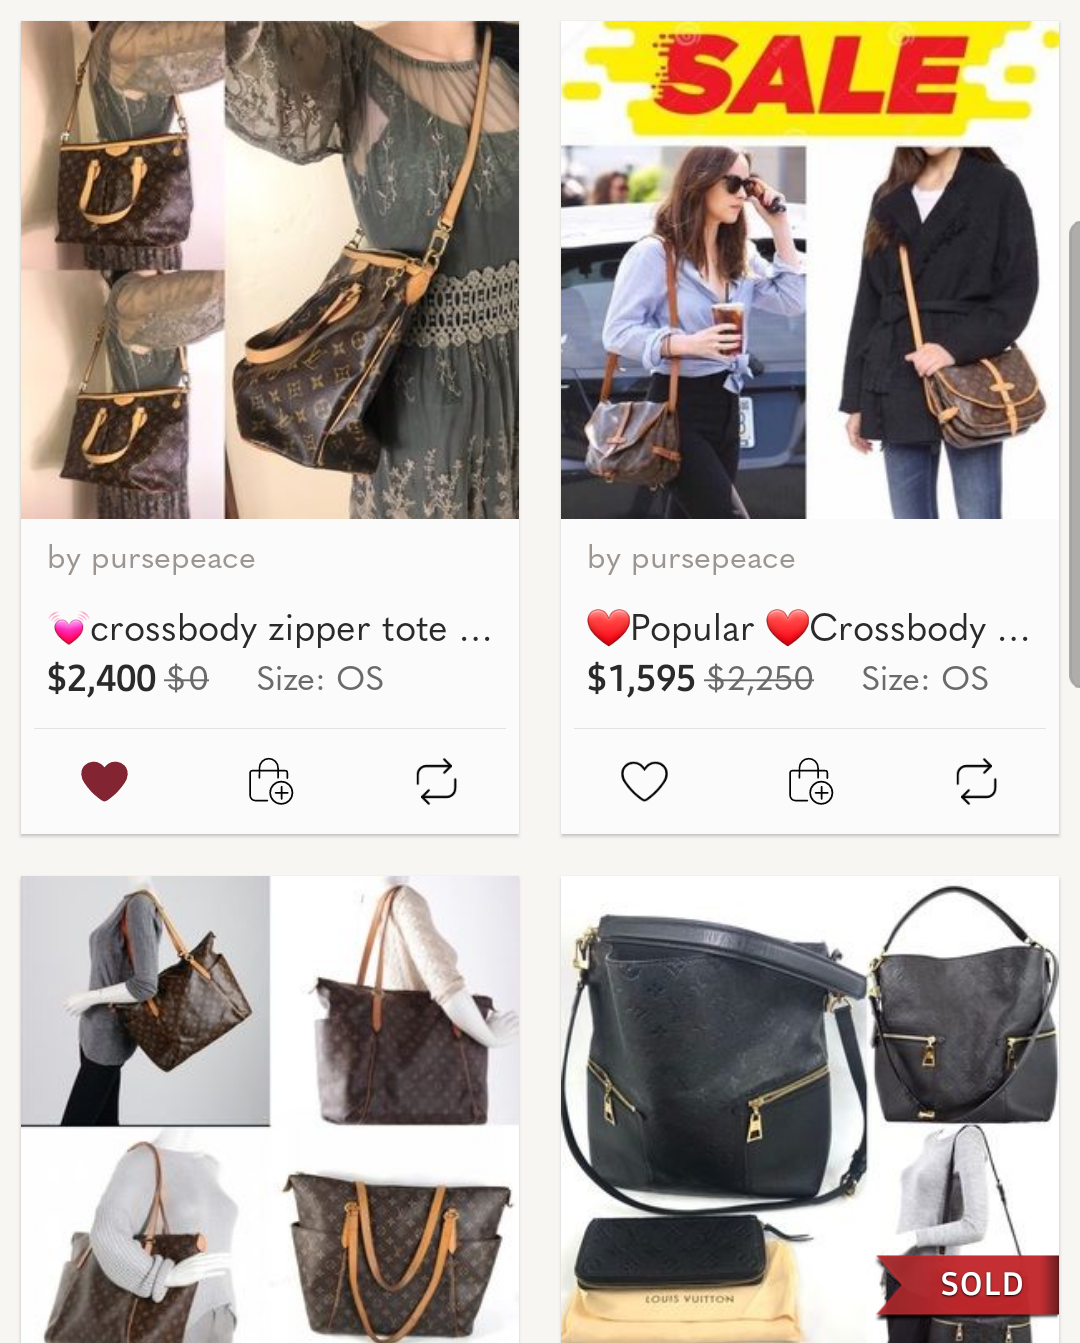 SALE
by pursepeace
💓crossbody zipper tote ...
$2,400 $0 Size: OS
by pursepeace
❤️Popular ❤️Crossbody ...
$1,595 $2,250 Size: OS
LOUIS VUITTON
SOLD